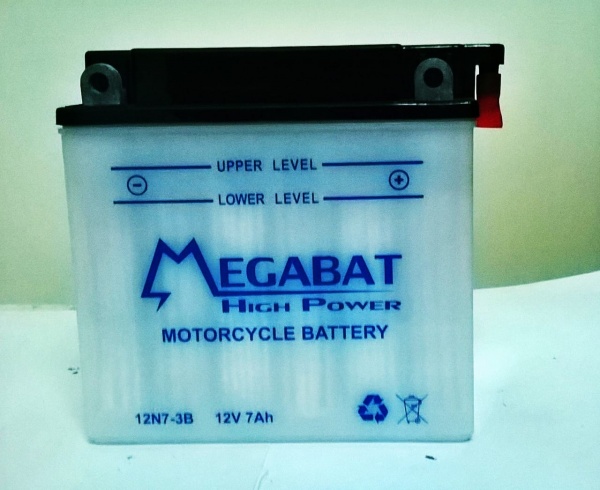 UPPER LEVEL
LOWER LEVEL
MEGABAT
HIGH POWER
MOTORCYCLE BATTERY
12N7-3B 12V 7Ah